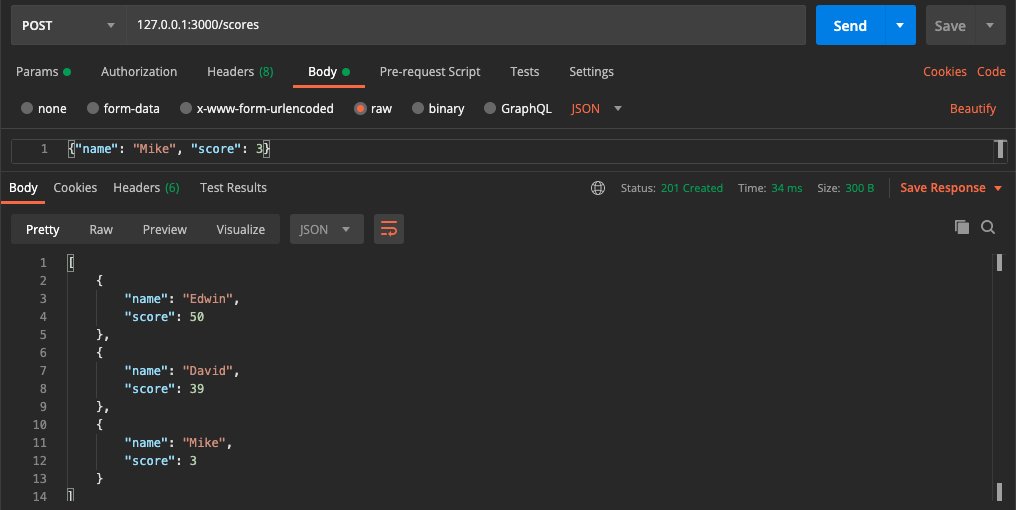 POST 127.0.0.1:3000/scores Send Save
Params Authorization Headers (8) Body Pre-request Script Tests Settings Cookies Code
none form-data x-www-form-urlencoded raw binary GraphQL JSON Beautify
1 {"name": "Mike", "score": 3}
Body Cookies Headers (6) Test Results Status: 201 Created Time: 34 ms Size: 300 B Save Response
Pretty Raw Preview Visualize JSON
1 [
2 {
3 "name": "Edwin",
4 "score": 50
5 },
6 {
7 "name": "David",
8 "score": 39
9 },
10 {
11 "name": "Mike",
12 "score": 3
13 }
14 ]